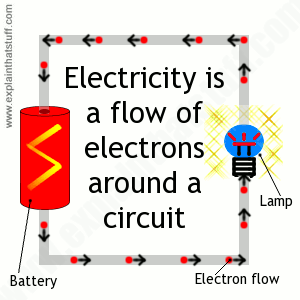 www.explainthatstuff.com
Electricity is
a flow of
electrons
around a
circuit
Lamp
Battery
Electron flow